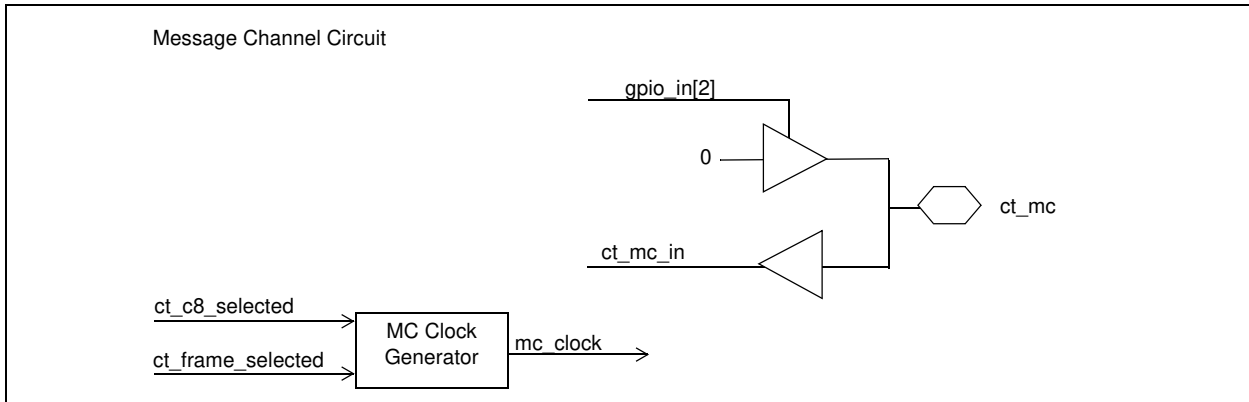 Message Channel Circuit
gpio_in[2]
0
ct_mc
ct_mc_in
ct_c8_selected
MC Clock
Generator
mc_clock
ct_frame_selected